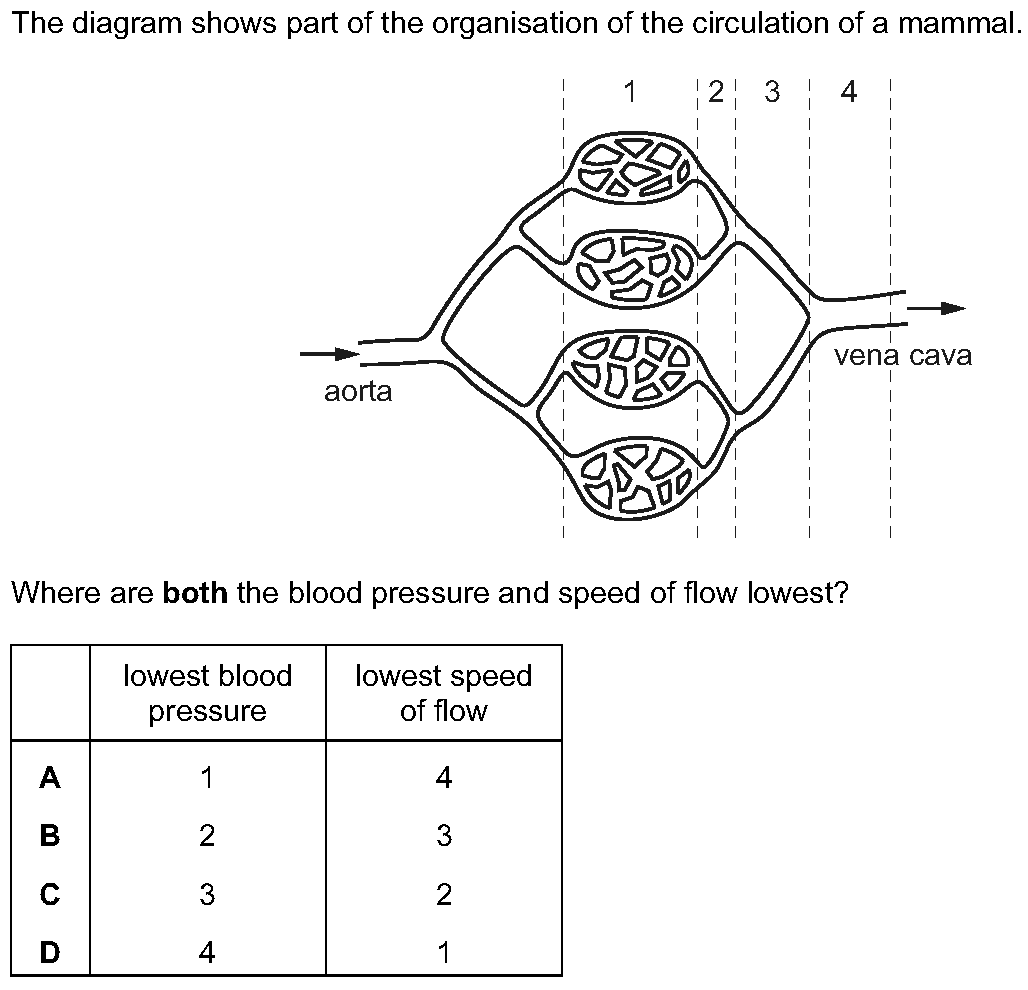 The diagram shows part of the organisation of the circulation of a mammal.
1 2 3 4
aorta
vena cava
Where are both the blood pressure and speed of flow lowest?
lowest blood pressure lowest speed of flow
A 1 4
B 2 3
C 3 2
D 4 1